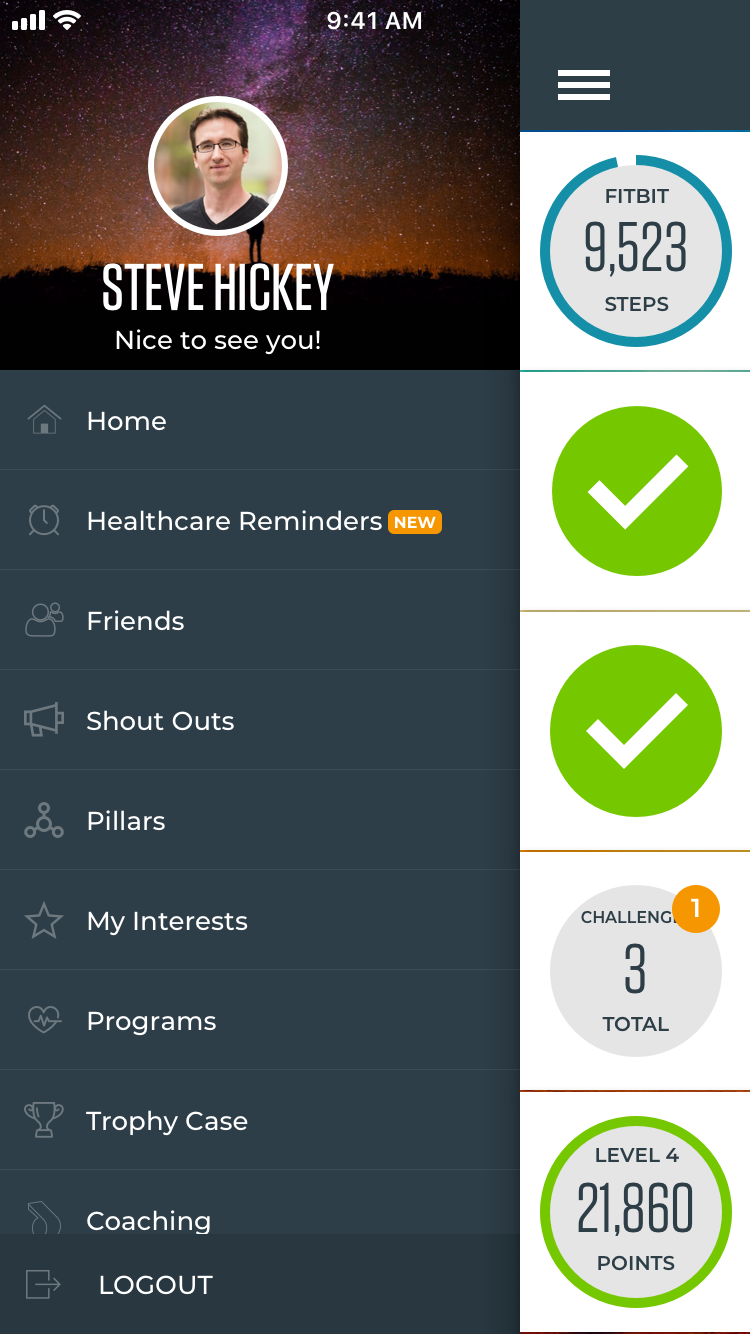 9:41 AM
STEVE HICKEY
Nice to see you!
Home
Healthcare Reminders NEW
Friends
Shout Outs
Pillars
My Interests
Programs
Trophy Case
Coaching
LOGOUT
FITBIT
9,523
STEPS
CHALLENG
1
3
TOTAL
LEVEL 4
21,860
POINTS